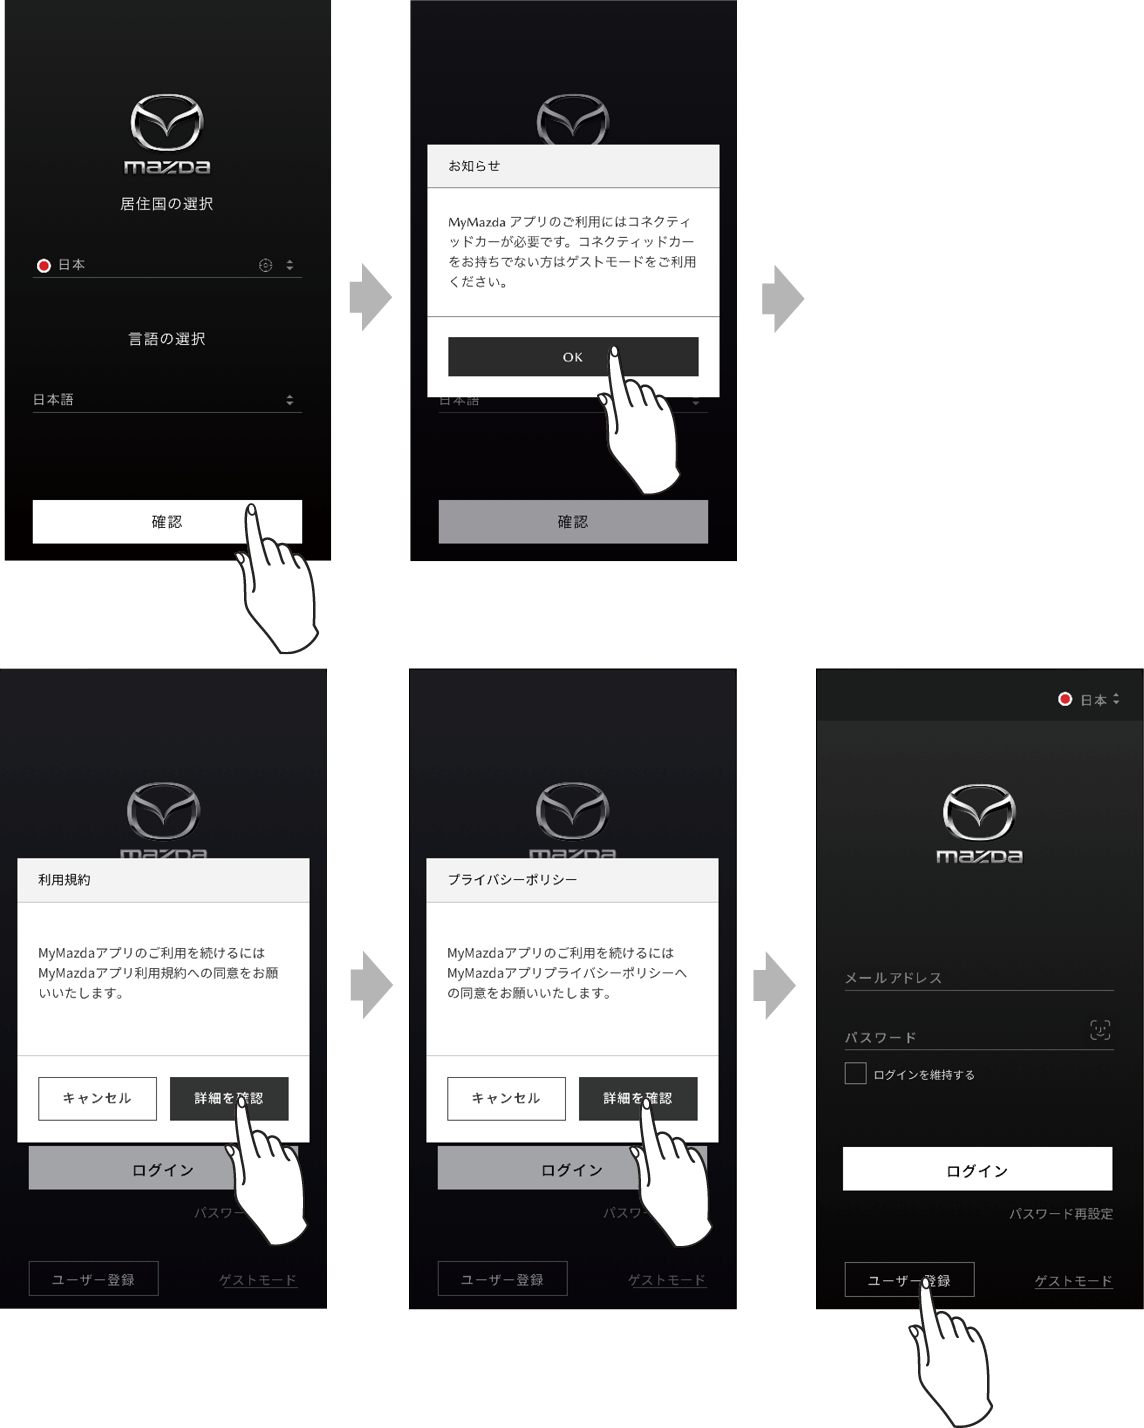 mazda
居住国の選択
日本
言語の選択
日本語
確認
お知らせ
MyMazda アプリのご利用にはコネクティ
ッドカーが必要です。コネクティッドカー
をお持ちでない方はゲストモードをご利用
ください。
OK
日本語
確認
mazda
利用規約
MyMazdaアプリのご利用を続けるには
MyMazdaアプリ利用規約への同意をお願
いいたします。
キャンセル
詳細を確認
ログイン
パスワー
ユーザー登録
ゲストモード
mazda
プライバシーポリシー
MyMazdaアプリのご利用を続けるには
MyMazdaアプリプライバシーポリシーへ
の同意をお願いいたします。
キャンセル
詳細を確認
ログイン
パスワー
ユーザー登録
ゲストモード
日本
mazda
メールアドレス
パスワード
ログインを維持する
ログイン
パスワード再設定
ユーザー登録
ゲストモード